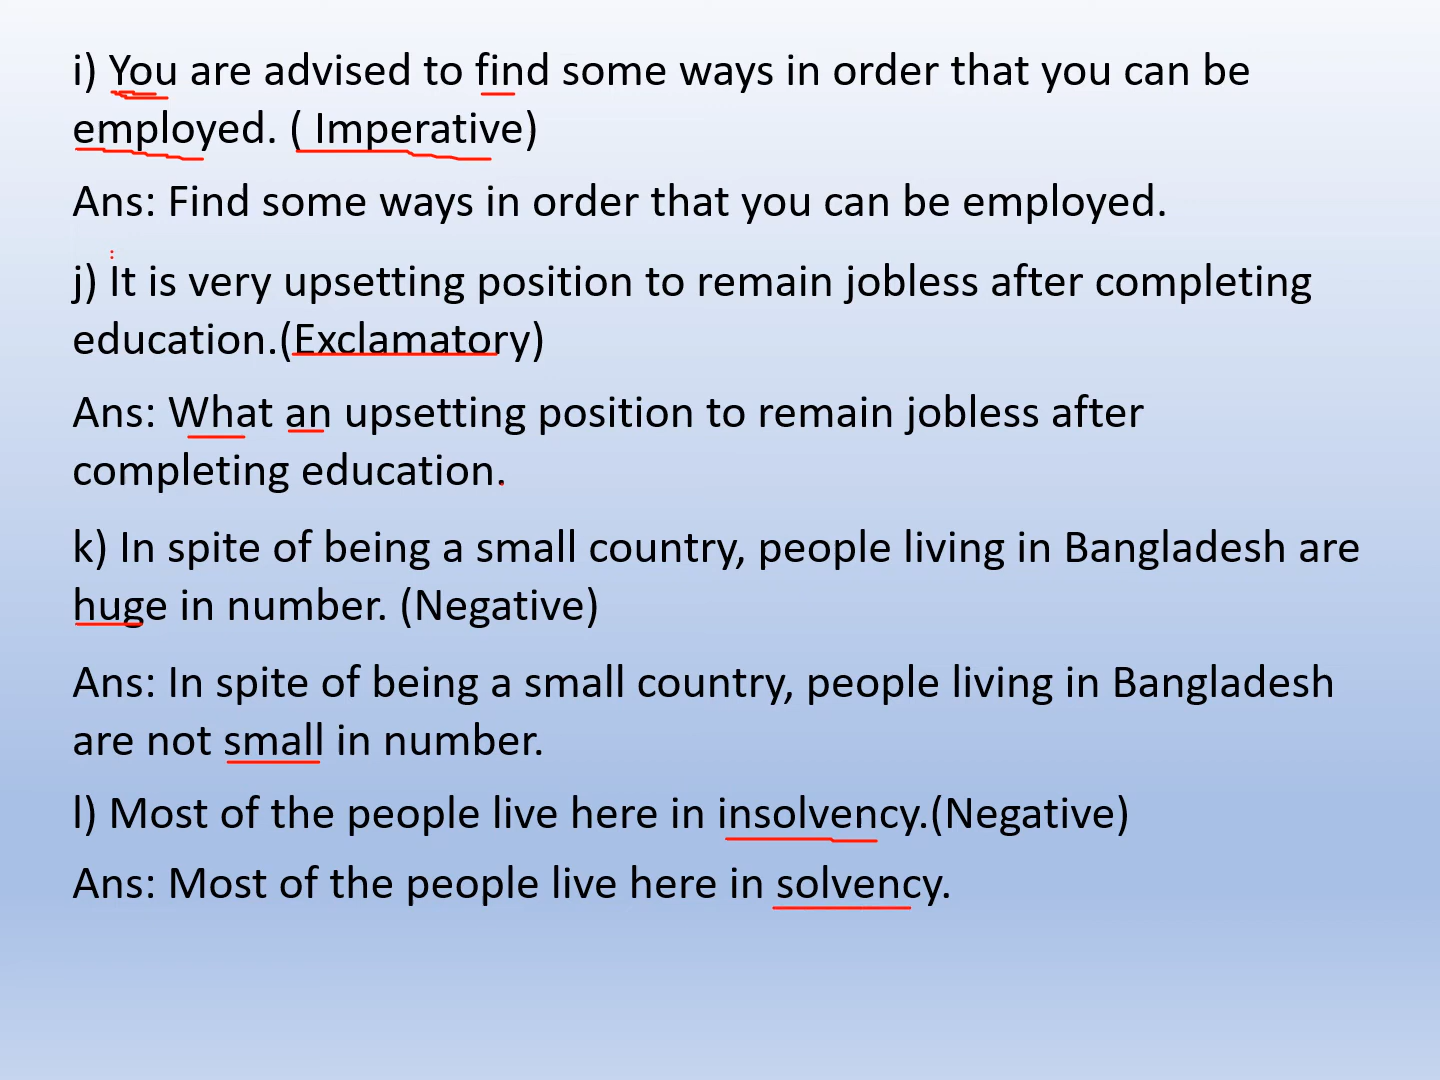 i) You are advised to find some ways in order that you can be
employed. ( Imperative)
Ans: Find some ways in order that you can be employed.
j) It is very upsetting position to remain jobless after completing
education.(Exclamatory)
Ans: What an upsetting position to remain jobless after
completing education.
k) In spite of being a small country, people living in Bangladesh are
huge in number. (Negative)
Ans: In spite of being a small country, people living in Bangladesh
are not small in number.
l) Most of the people live here in insolvency.(Negative)
Ans: Most of the people live here in solvency.